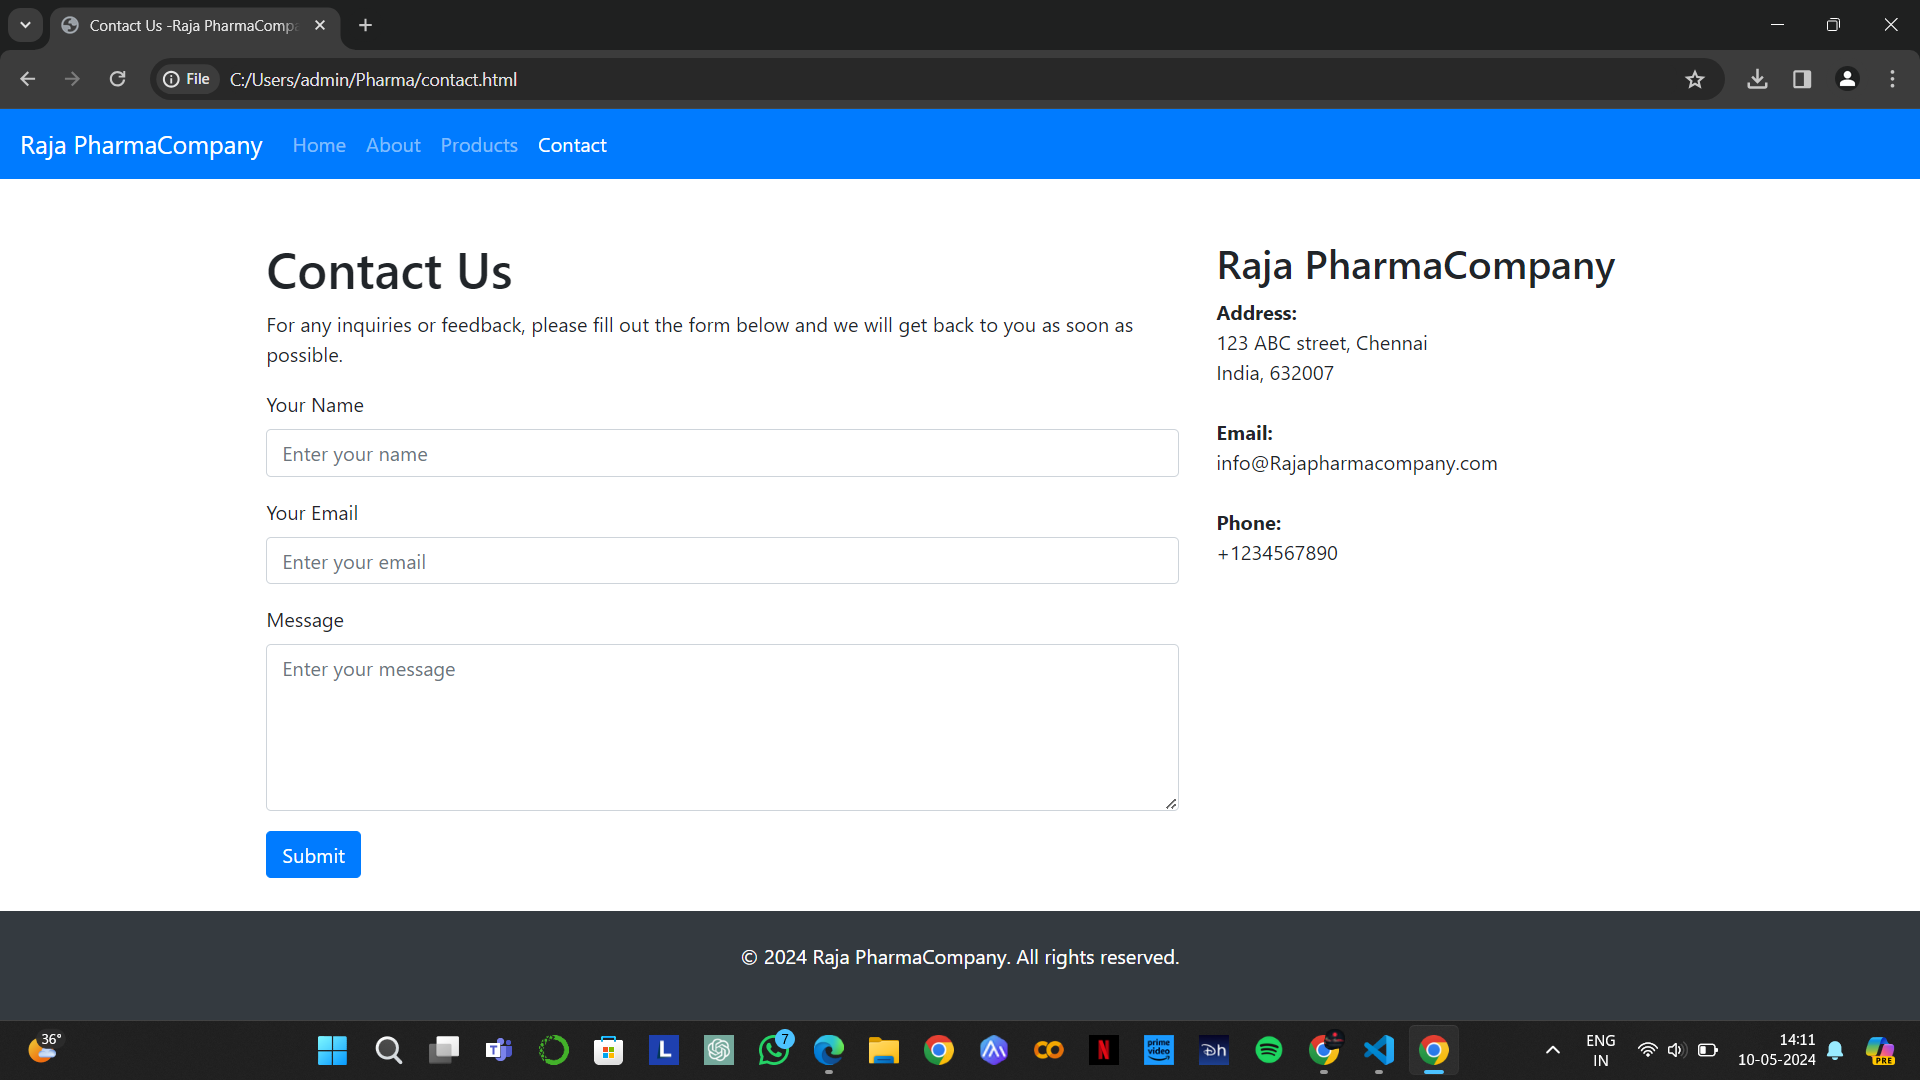 Contact Us -Raja PharmaComp
File
C:/Users/admin/Pharma/contact.html
Raja PharmaCompany
Home
About
Products
Contact
Contact Us
For any inquiries or feedback, please fill out the form below and we will get back to you as soon as
possible.
Your Name
Enter your name
Your Email
Enter your email
Message
Enter your message
Submit
Raja PharmaCompany
Address:
123 ABC street, Chennai
India, 632007
Email:
info@Rajapharmacompany.com
Phone:
+1234567890
© 2024 Raja PharmaCompany. All rights reserved.
36°
T
L
7
N
prime
video
ENG
IN
14:11
10-05-2024
PRE